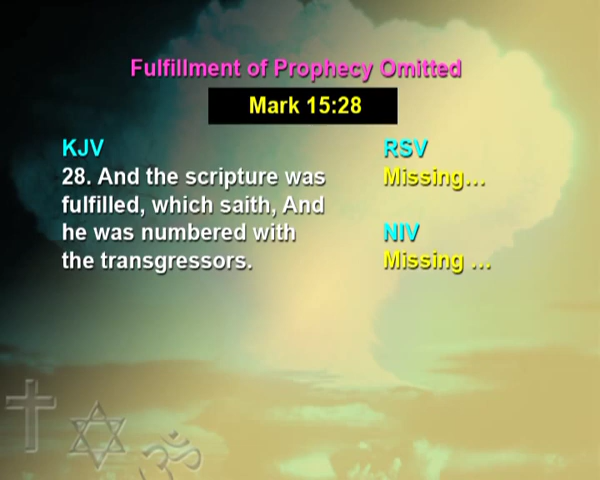 Fulfillment of Prophecy Omitted
Mark 15:28
KJV
28. And the scripture was
fulfilled, which saith, And
he was numbered with
the transgressors.
RSV
Missing...
NIV
Missing ...
ॐ